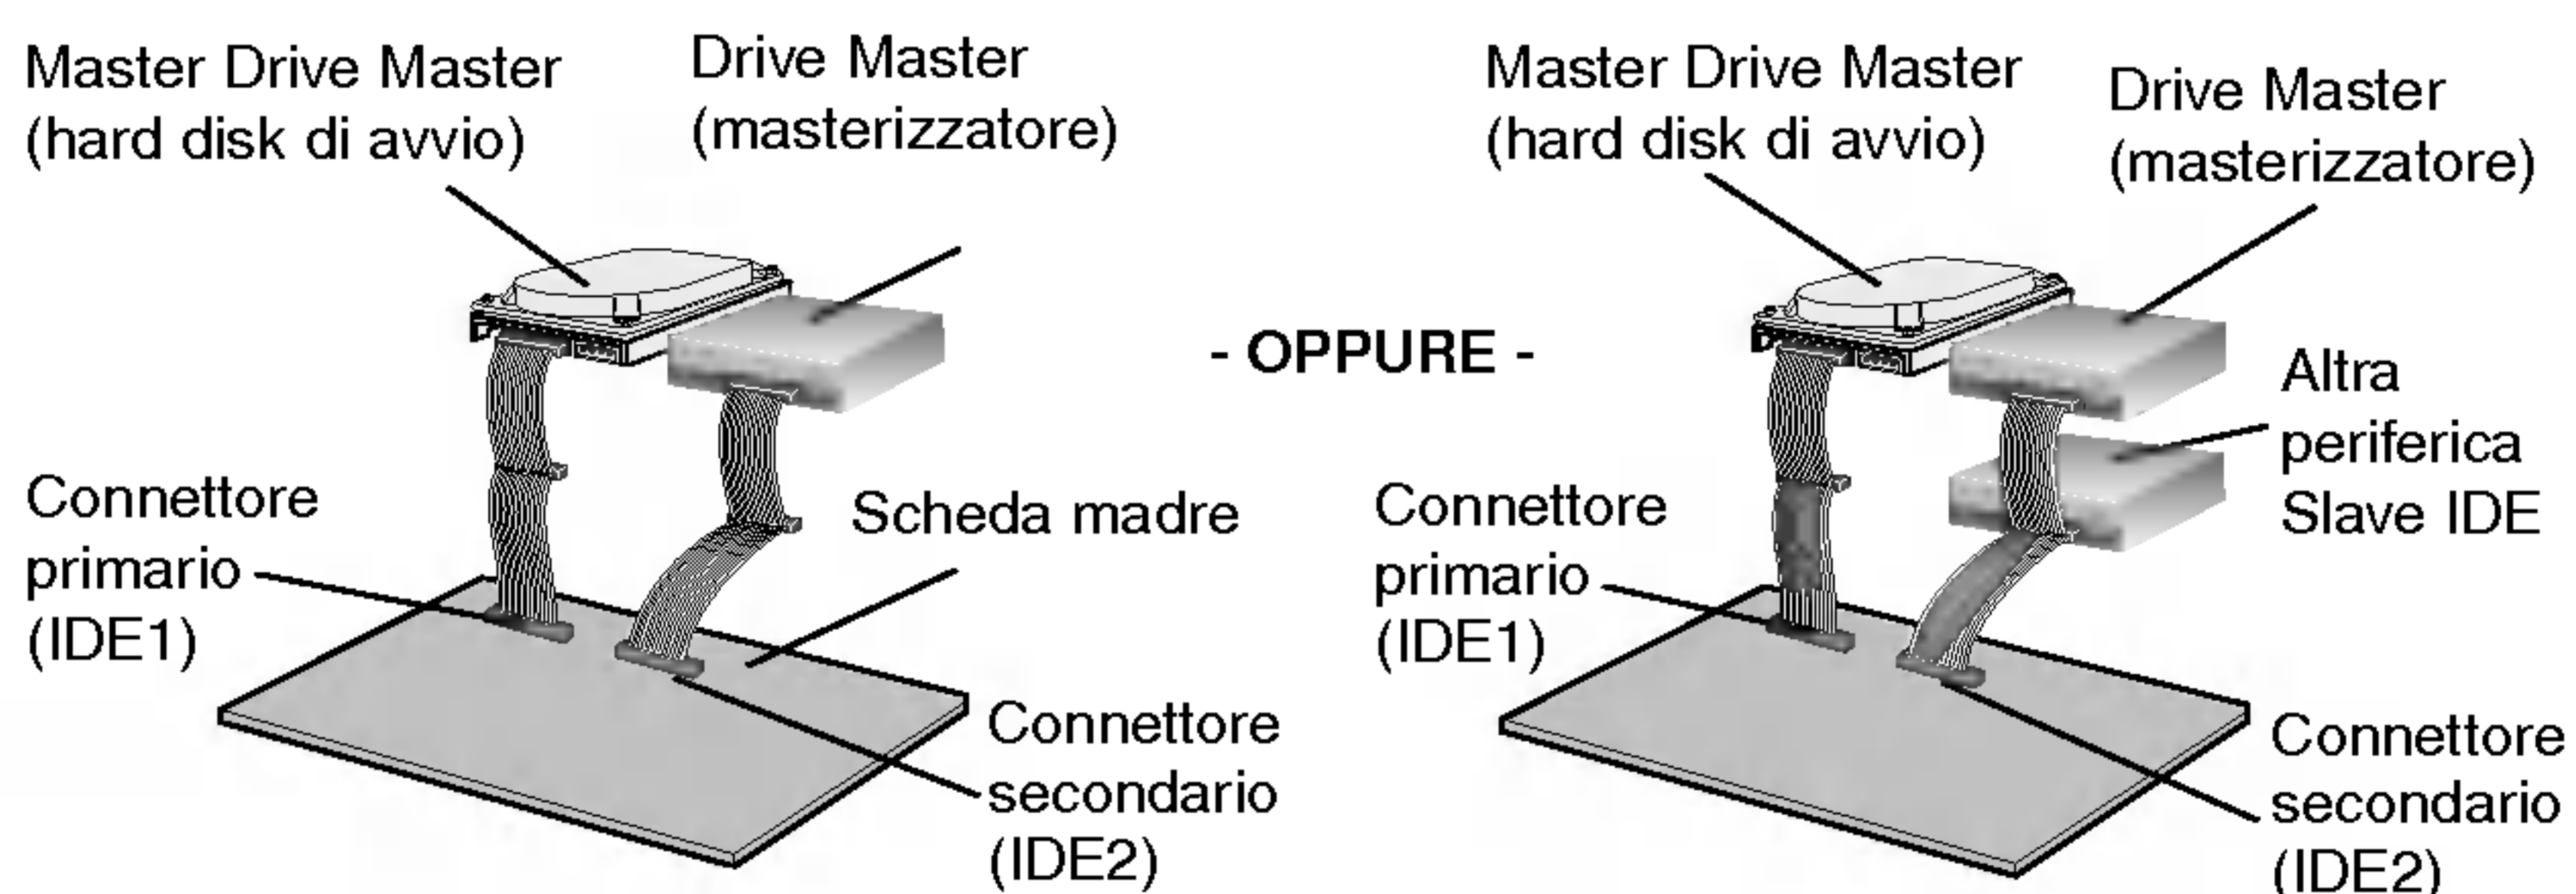 Master Drive Master
(hard disk di avvio)
Drive Master
(masterizzatore)
Connettore
primario
(IDE1)
Scheda madre
Connettore
secondario
(IDE2)
- OPPURE -
Master Drive Master
(hard disk di avvio)
Drive Master
(masterizzatore)
Altra
periferica
Slave IDE
Connettore
primario
(IDE1)
Connettore
secondario
(IDE2)